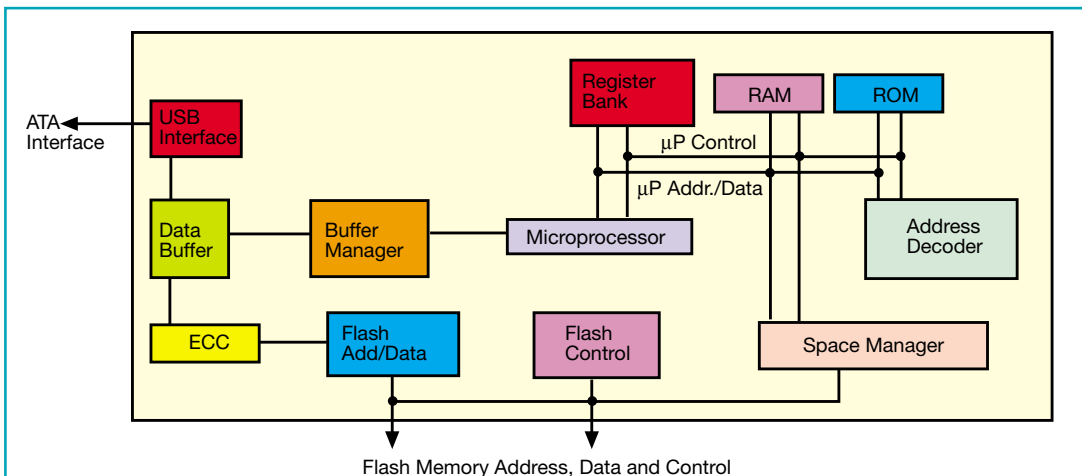 Register
Bank
RAM
ROM
ATA
Interface
USB
Interface
µP Control
µP Addr./Data
Data
Buffer
Buffer
Manager
Microprocessor
Address
Decoder
ECC
Flash
Add/Data
Flash
Control
Space Manager
Flash Memory Address, Data and Control